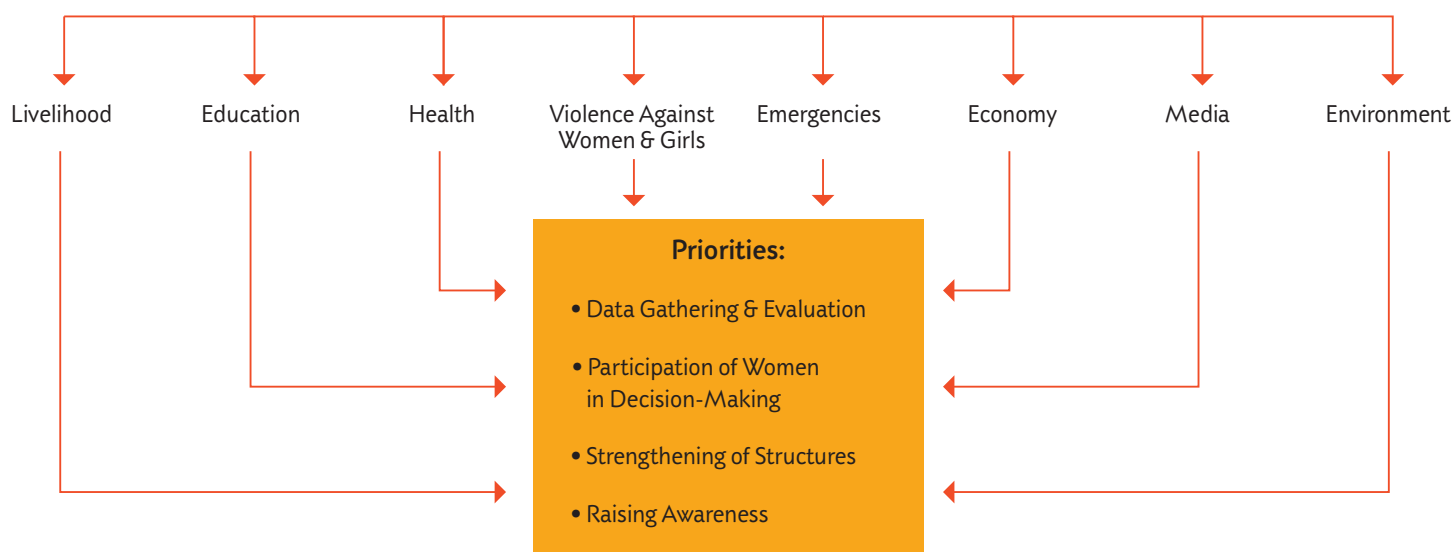 Livelihood
Education
Health
Violence Against
Women & Girls
Emergencies
Economy
Media
Environment
Priorities:
• Data Gathering & Evaluation
• Participation of Women
in Decision-Making
• Strengthening of Structures
• Raising Awareness